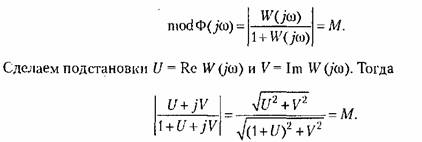 mod Φ(jω) = |W(jω) / 1 + W(jω)| = M.
Сделаем подстановки U = Re W (jω) и V = Im W (jω). Тогда
|U + jV / 1 + U + jV| = √U² + V² / √(1 + U)² + V² = M.